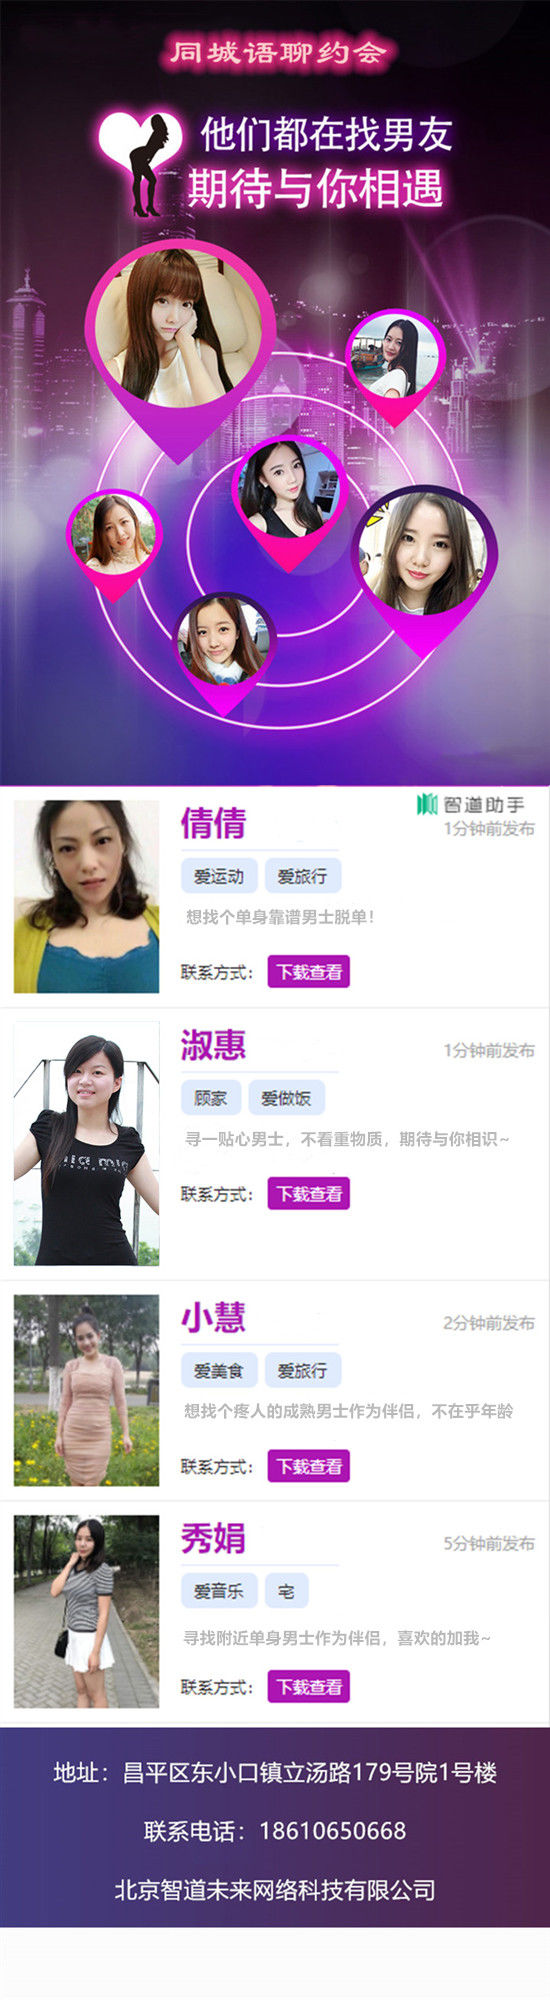 同城语聊约会
他们都在找男友
期待与你相遇
智道助手
倩倩
1分钟前发布
爱运动 爱旅行
想找个单身靠谱男士脱单!
联系方式: 下载查看
淑惠
1分钟前发布
顾家 爱做饭
寻一贴心男士，不看重物质，期待与你相识~
联系方式: 下载查看
小慧
2分钟前发布
爱美食 爱旅行
想找个疼人的成熟男士作为伴侣，不在乎年龄
联系方式: 下载查看
秀娟
5分钟前发布
爱音乐 宅
寻找附近单身男士作为伴侣，喜欢的加我~
联系方式: 下载查看
地址：昌平区东小口镇立汤路179号院1号楼
联系电话：18610650668
北京智道未来网络科技有限公司